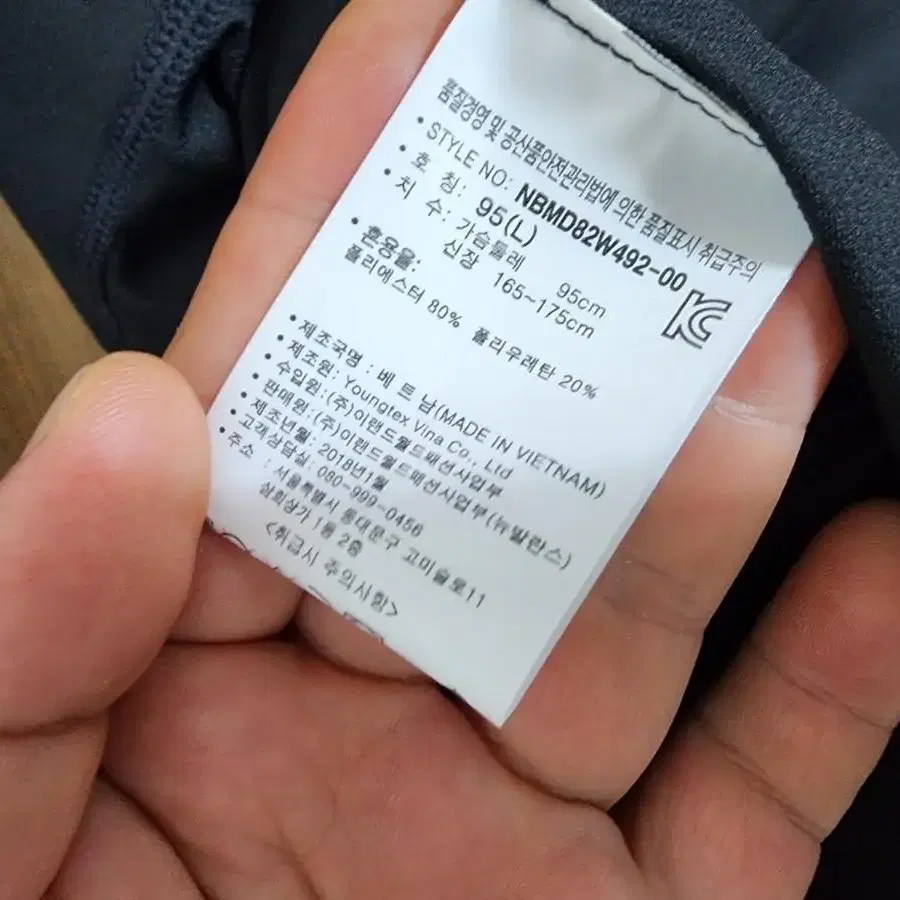 품질경영 및 공산품안전관리법에 의한 품질표시 취급주의
• STYLE NO: NBMD82W492-00
• 호 칭: 95(L)
• 치 수: 가슴둘레 95cm
신장 165~175cm
• 혼용율:
폴리에스터 80% 폴리우레탄 20%
• 제조국명 : 베 트 남(MADE IN VIETNAM)
• 제조원: Youngtex Vina Co., Ltd
• 수입원: (주)이랜드월드패션사업부
• 판매원: (주)이랜드월드패션사업부(뉴발란스)
• 제조년월: 2018년1월
• 고객상담실: 080-999-0456
• 주소 : 서울특별시 동대문구 고미술로11
삼희상가 1동 2층
<취급시 주의사항>